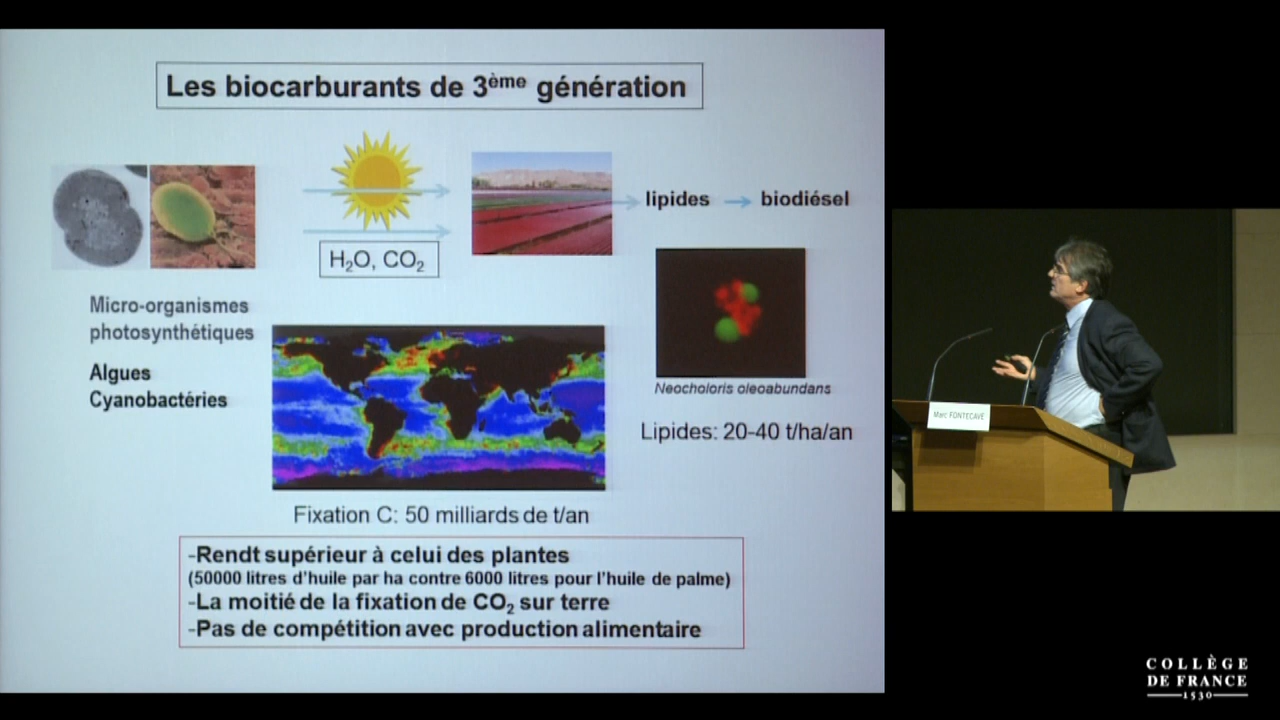 Les biocarburants de 3ème génération
lipides
biodiésel
H₂O, CO₂
Micro-organismes
photosynthétiques
Algues
Cyanobactéries
Neocholoris oleoabundans
Lipides: 20-40 t/ha/an
Fixation C: 50 milliards de t/an
-Rendt supérieur à celui des plantes
(50000 litres d'huile par ha contre 6000 litres pour l'huile de palme)
-La moitié de la fixation de CO₂ sur terre
-Pas de compétition avec production alimentaire
Marc FONTECAVE
COLLÈGE
DE FRANCE
1530